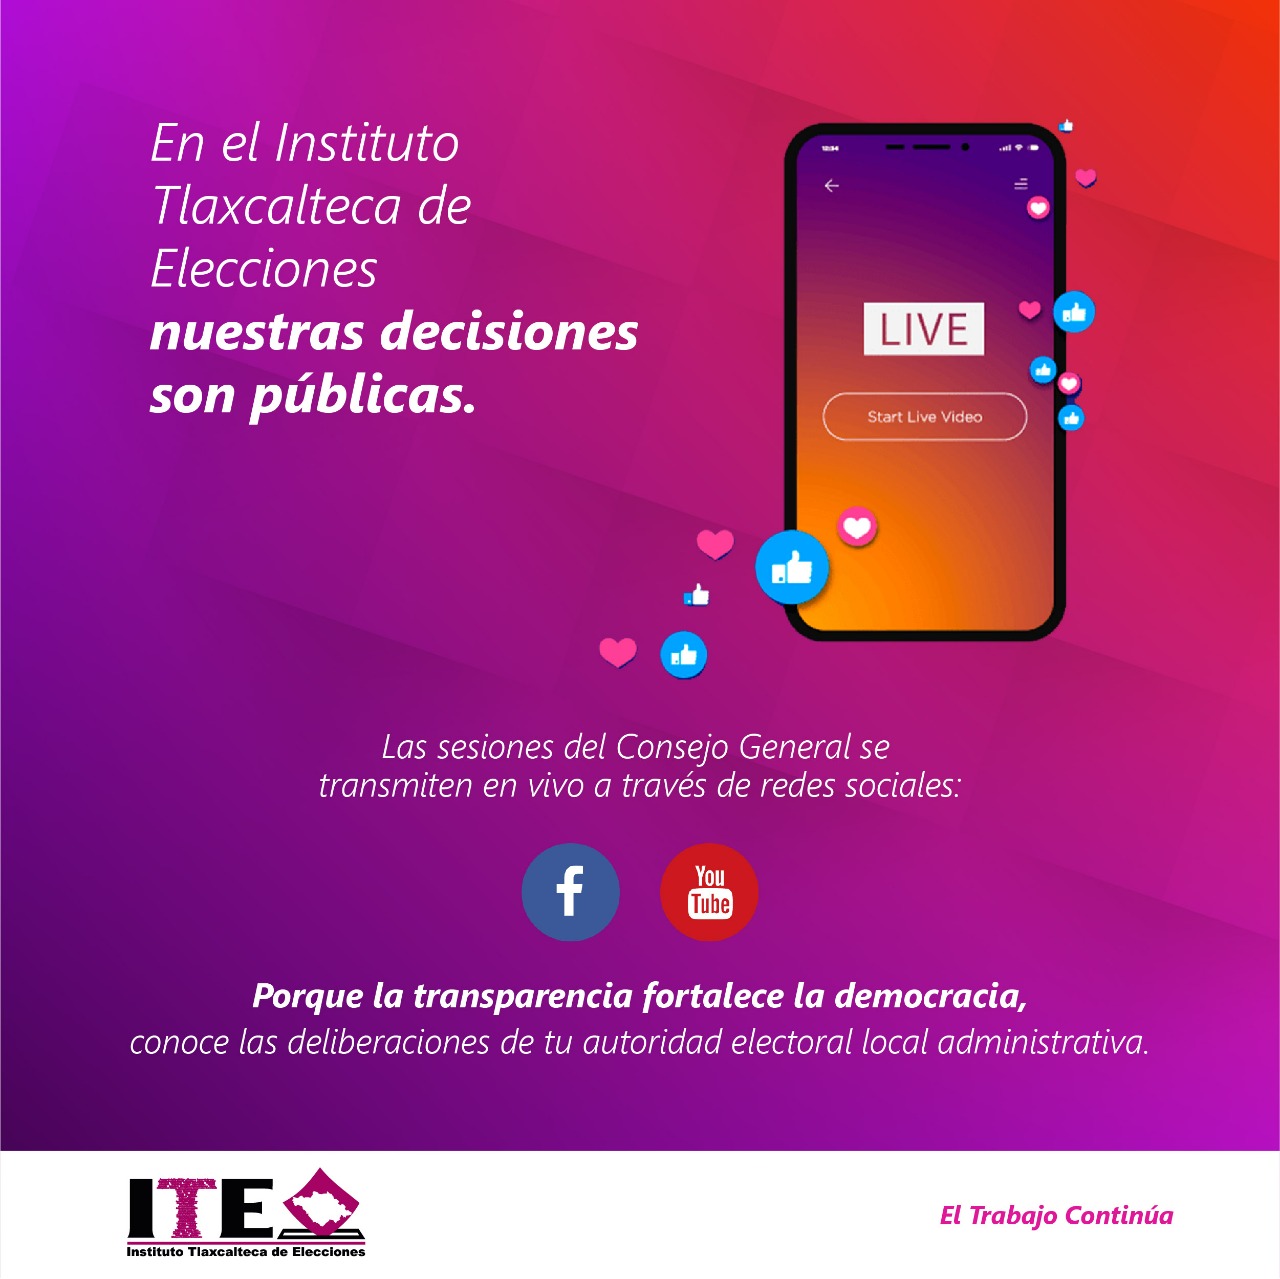 En el Instituto
Tlaxcalteca de
Elecciones
nuestras decisiones
son públicas.
12:34
LIVE
Start Live Video
Las sesiones del Consejo General se
transmiten en vivo a través de redes sociales:
f
You
Tube
Porque la transparencia fortalece la democracia,
conoce las deliberaciones de tu autoridad electoral local administrativa.
ITE
Instituto Tlaxcalteca de Elecciones
El Trabajo Continúa